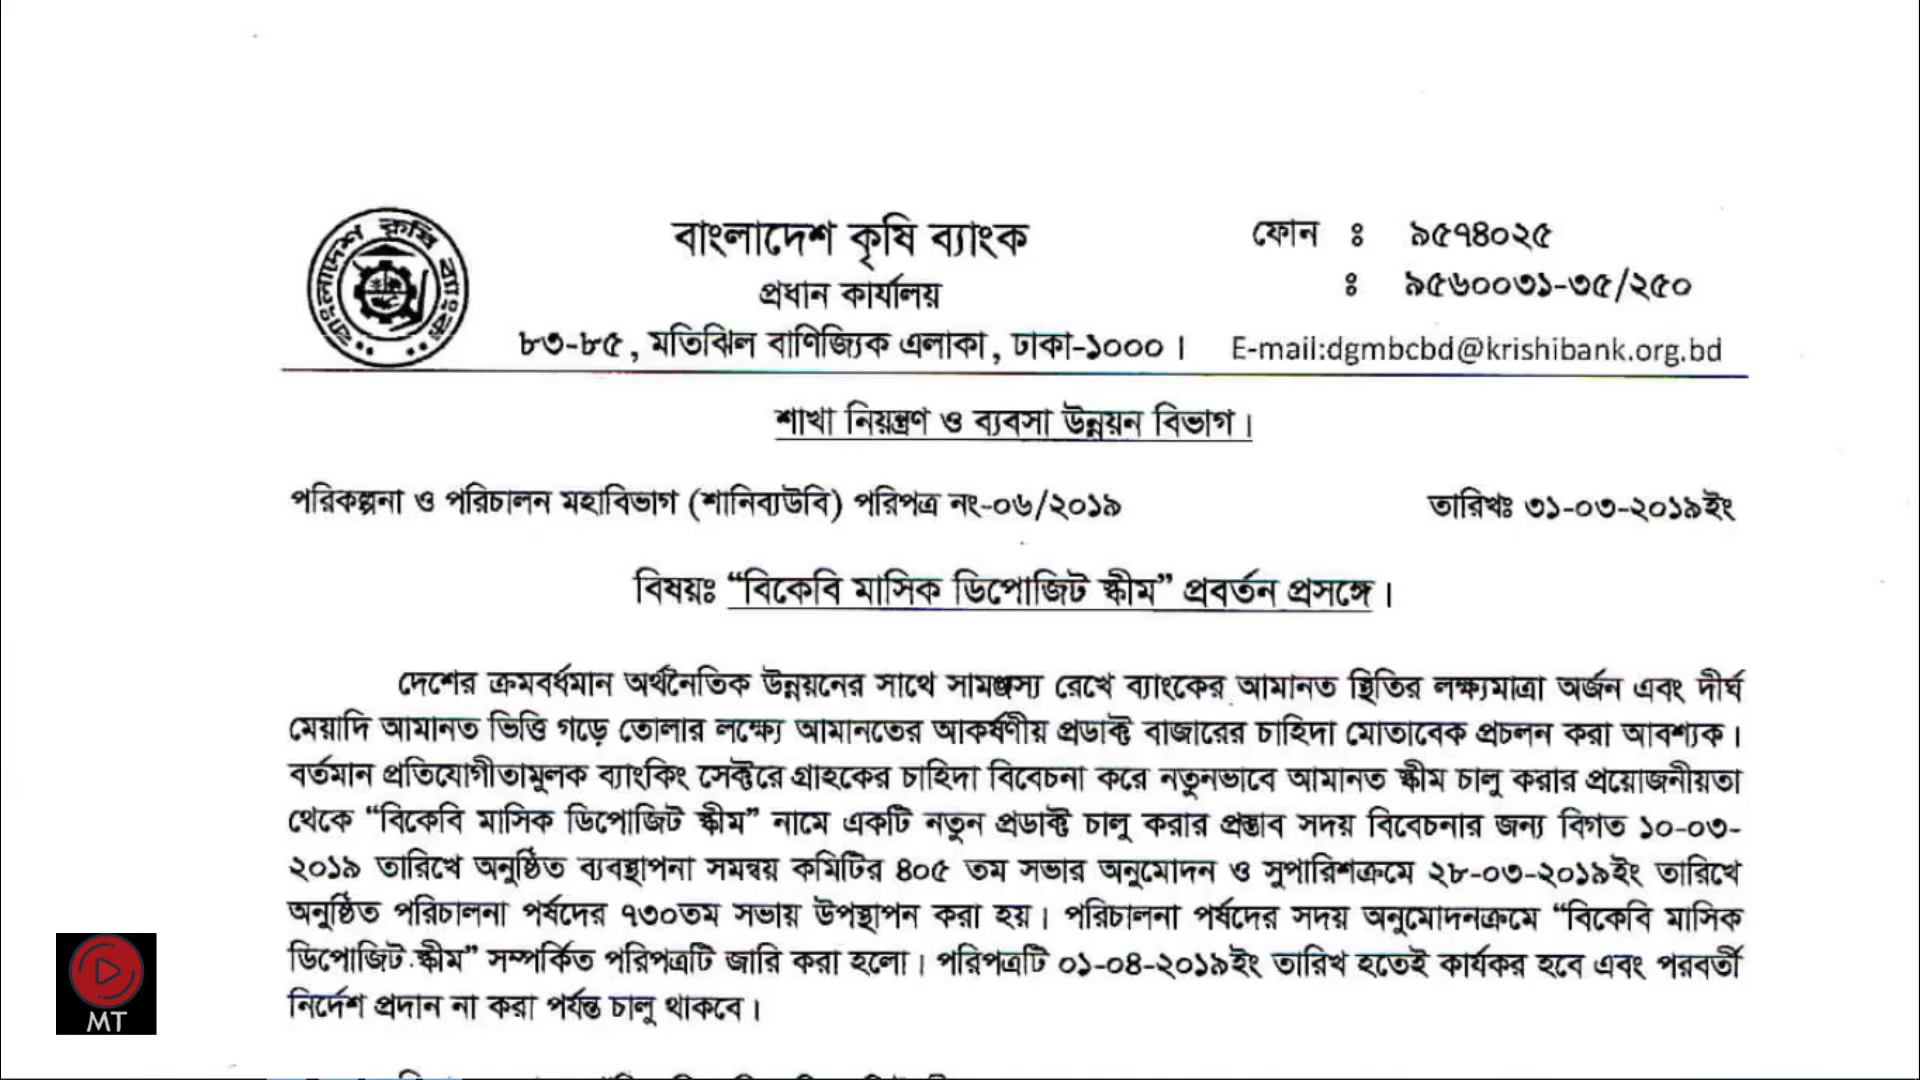 বাংলাদেশ কৃষি ব্যাংক
বাংলাদেশ কৃষি ব্যাংক
প্রধান কার্যালয়
৮৩-৮৫, মতিঝিল বাণিজ্যিক এলাকা, ঢাকা-১০০০।
ফোন ঃ ৯৫৭৪০২৫
ঃ ৯৫৬০০৩১-৩৫/২৫০
E-mail:dgmbcbd@krishibank.org.bd
শাখা নিয়ন্ত্রণ ও ব্যবসা উন্নয়ন বিভাগ।
পরিকল্পনা ও পরিচালন মহাবিভাগ (শানিব্যউবি) পরিপত্র নং-০৬/২০১৯ তারিখঃ ৩১-০৩-২০১৯ইং
বিষয়ঃ “বিকেবি মাসিক ডিপোজিট স্কীম” প্রবর্তন প্রসঙ্গে।
দেশের ক্রমবর্ধমান অর্থনৈতিক উন্নয়নের সাথে সামঞ্জস্য রেখে ব্যাংকের আমানত স্থিতির লক্ষ্যমাত্রা অর্জন এবং দীর্ঘ
মেয়াদি আমানত ভিত্তি গড়ে তোলার লক্ষ্যে আমানতের আকর্ষণীয় প্রডাক্ট বাজারের চাহিদা মোতাবেক প্রচলন করা আবশ্যক।
বর্তমান প্রতিযোগীতামূলক ব্যাংকিং সেক্টরে গ্রাহকের চাহিদা বিবেচনা করে নতুনভাবে আমানত স্কীম চালু করার প্রয়োজনীয়তা
থেকে “বিকেবি মাসিক ডিপোজিট স্কীম” নামে একটি নতুন প্রডাক্ট চালু করার প্রস্তাব সদয় বিবেচনার জন্য বিগত ১০-০৩-
২০১৯ তারিখে অনুষ্ঠিত ব্যবস্থাপনা সমন্বয় কমিটির ৪০৫ তম সভার অনুমোদন ও সুপারিশক্রমে ২৮-০৩-২০১৯ইং তারিখে
অনুষ্ঠিত পরিচালনা পর্ষদের ৭৩০তম সভায় উপস্থাপন করা হয়। পরিচালনা পর্ষদের সদয় অনুমোদনক্রমে “বিকেবি মাসিক
ডিপোজিট স্কীম” সম্পর্কিত পরিপত্রটি জারি করা হলো। পরিপত্রটি ০১-০৪-২০১৯ইং তারিখ হতেই কার্যকর হবে এবং পরবর্তী
নির্দেশ প্রদান না করা পর্যন্ত চালু থাকবে।
MT